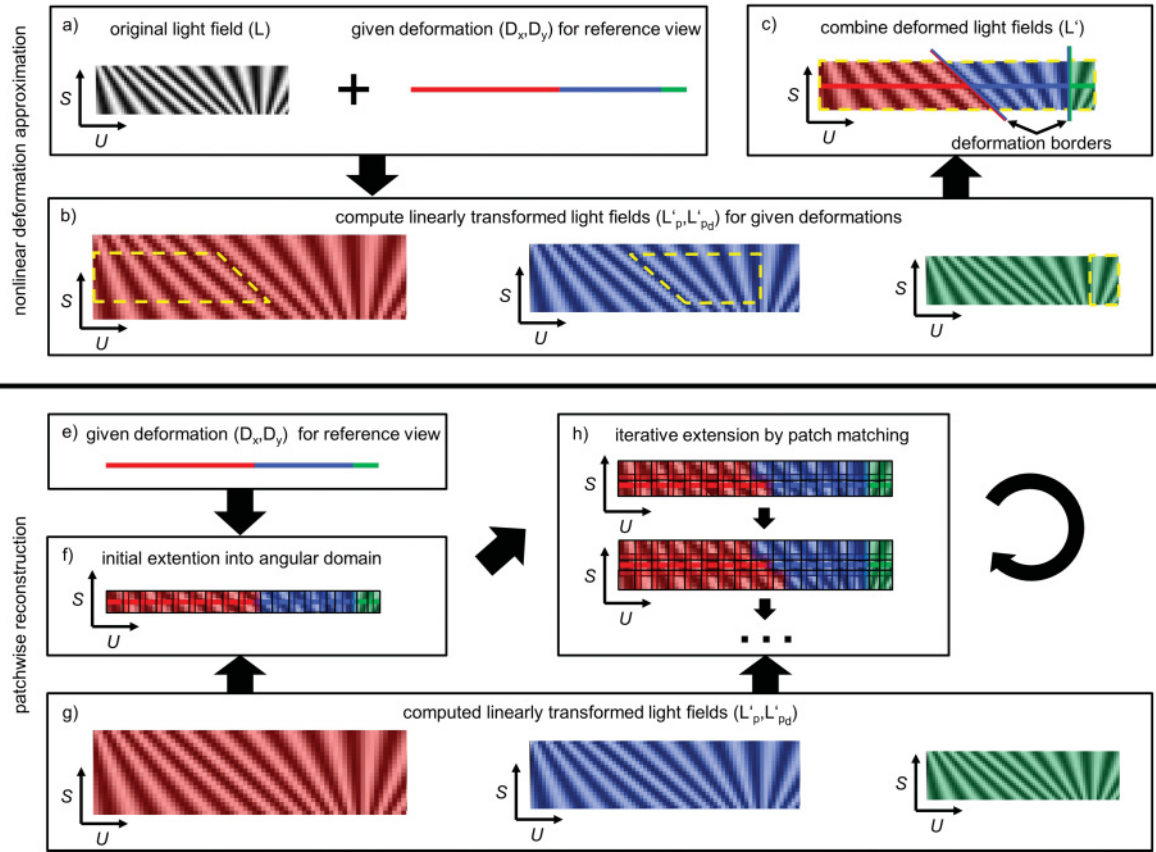 nonlinear deformation approximation
a)
original light field (L)
given deformation (Dx,Dy) for reference view
S
U
c)
combine deformed light fields (L‘)
S
U
deformation borders
b)
compute linearly transformed light fields (L‘p,L‘pd) for given deformations
S
U
S
U
S
U
patchwise reconstruction
e)
given deformation (Dx,Dy) for reference view
f)
initial extention into angular domain
S
U
h)
iterative extension by patch matching
S
U
S
U
. . .
g)
computed linearly transformed light fields (L‘p,L‘pd)
S
U
S
U
S
U